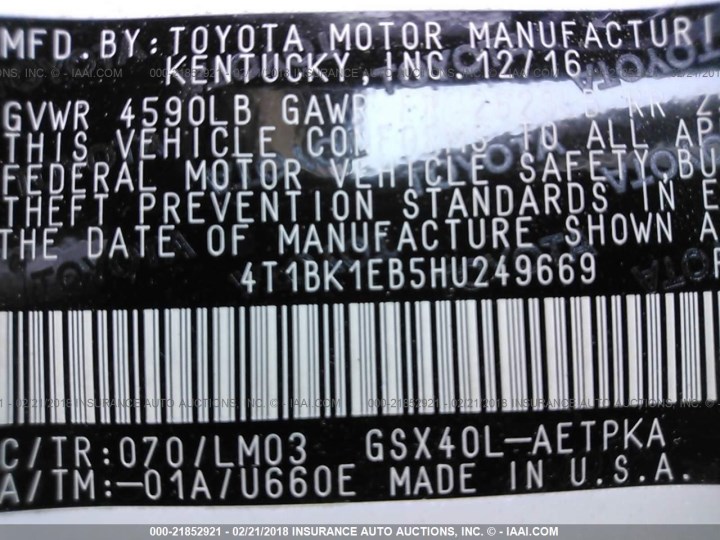 MFD. BY: TOYOTA MOTOR MANUFACTURI
KENTUCKY, INC 12/16
GVWR 4590LB GAWR RR
THIS VEHICLE CONFORMS TO ALL AP
FEDERAL MOTOR VEHICLE SAFETY, BU
THEFT PREVENTION STANDARDS IN E
THE DATE OF MANUFACTURE SHOWN A
4T1BK1EB5HU249669
C/TR:070/LM03 GSX40L-AETPKA
A/TM:-01A/U660E MADE IN U.S.A.
000-21852921 - 02/21/2018 INSURANCE AUTO AUCTIONS, INC. © - IAAI.COM